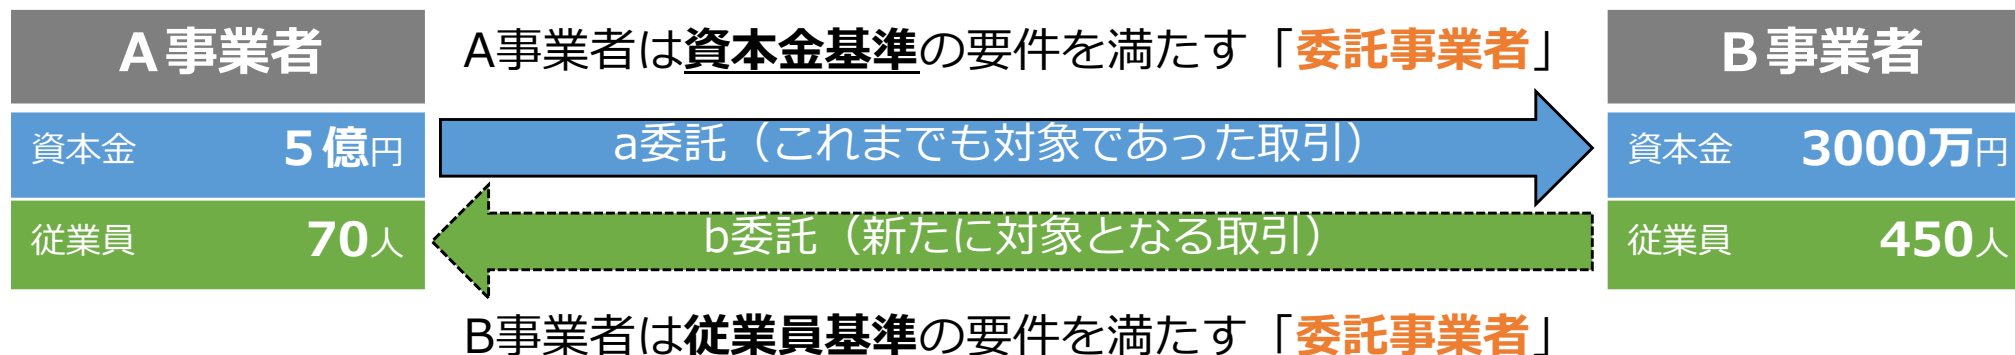 A事業者
A事業者は資本金基準の要件を満たす「委託事業者」
B事業者
資本金 5億円
a委託（これまでも対象であった取引）
資本金 3000万円
従業員 70人
b委託（新たに対象となる取引）
従業員 450人
B事業者は従業員基準の要件を満たす「委託事業者」